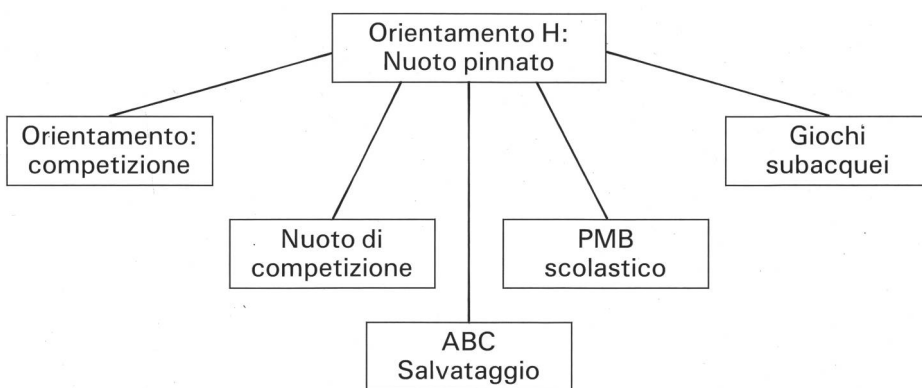 Orientamento H:
Nuoto pinnato
Orientamento:
competizione
Giochi
subacquei
Nuoto di
competizione
PMB
scolastico
ABC
Salvataggio